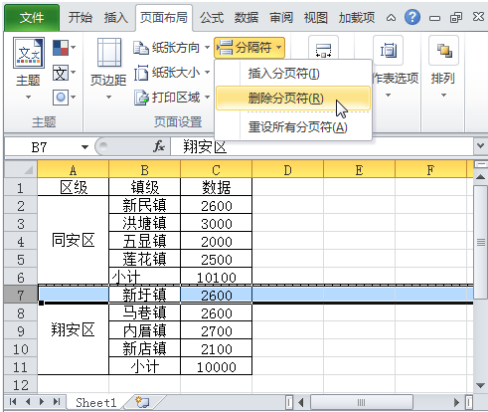 文件 开始 插入 页面布局 公式 数据 审阅 视图 加载项
主题 文 页边距 纸张方向 分隔符
纸张大小 插入分页符(I) 作表选项 排列
打印区域 删除分页符(R)
主题 页面设置 重设所有分页符(A)
B7 fx 翔安区
A B C D E F
1 区级 镇级 数据
2 新民镇 2600
3 洪塘镇 3000
4 同安区 五显镇 2000
5 莲花镇 2500
6 小计 10100
7 新圩镇 2600
8 马巷镇 2600
9 翔安区 内厝镇 2700
10 新店镇 2100
11 小计 10000
12
Sheet1